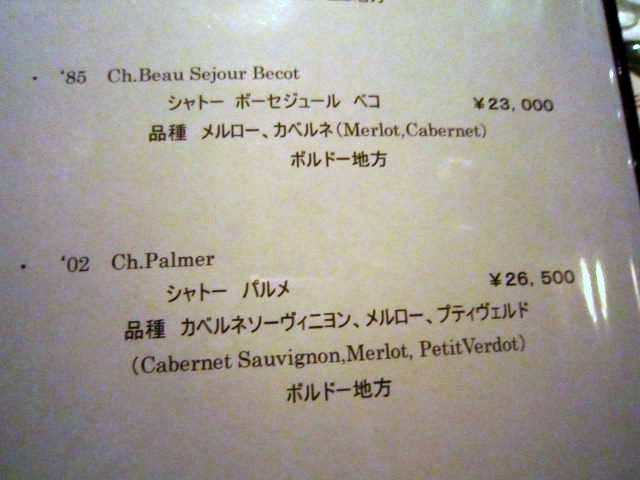 地方
・ '85 Ch.Beau Sejour Becot
シャトー ボーセジュール ベコ ￥23,000
品種 メルロー、カベルネ(Merlot,Cabernet)
ボルドー地方
・ '02 Ch.Palmer
シャトー パルメ ￥26,500
品種 カベルネソーヴィニヨン、メルロー、プティヴェルド
(Cabernet Sauvignon,Merlot, PetitVerdot)
ボルドー地方